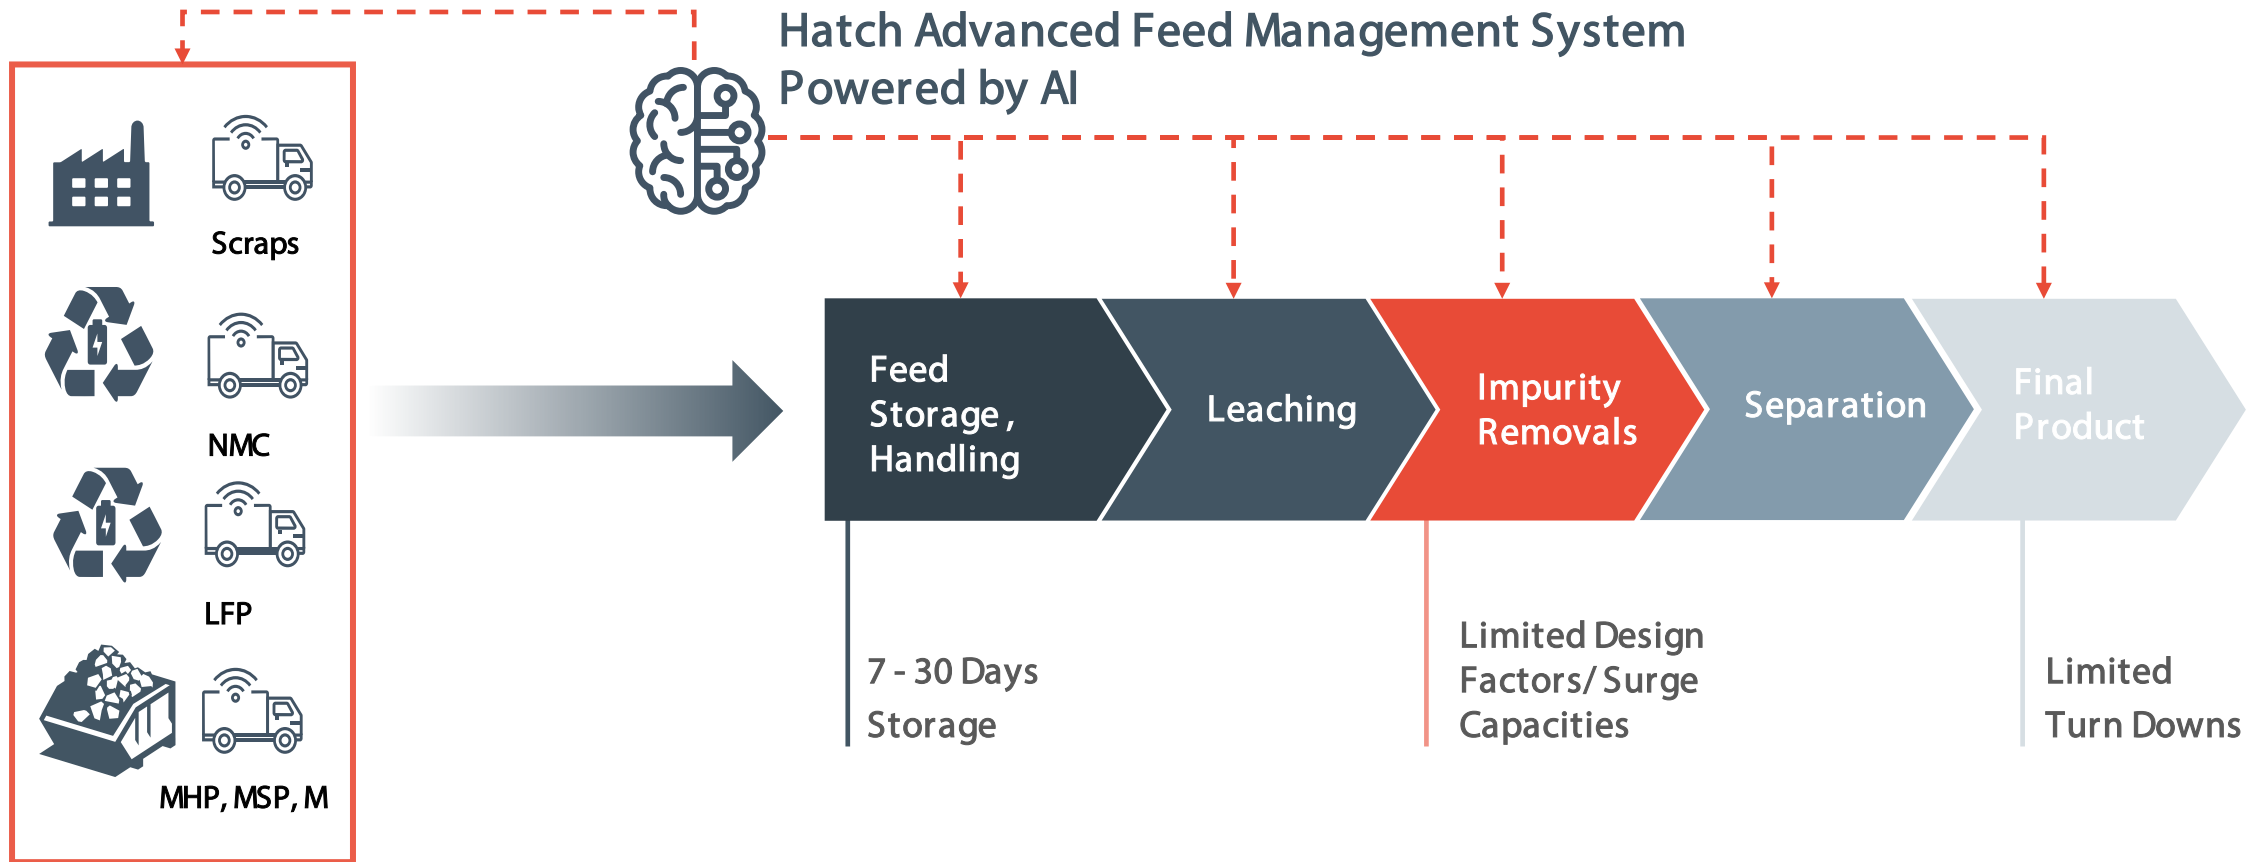 Hatch Advanced Feed Management System
Powered by AI
Scraps
NMC
LFP
MHP, MSP, M
Feed
Storage ,
Handling
Leaching
Impurity
Removals
Separation
Final
Product
7 - 30 Days
Storage
Limited Design
Factors/ Surge
Capacities
Limited
Turn Downs